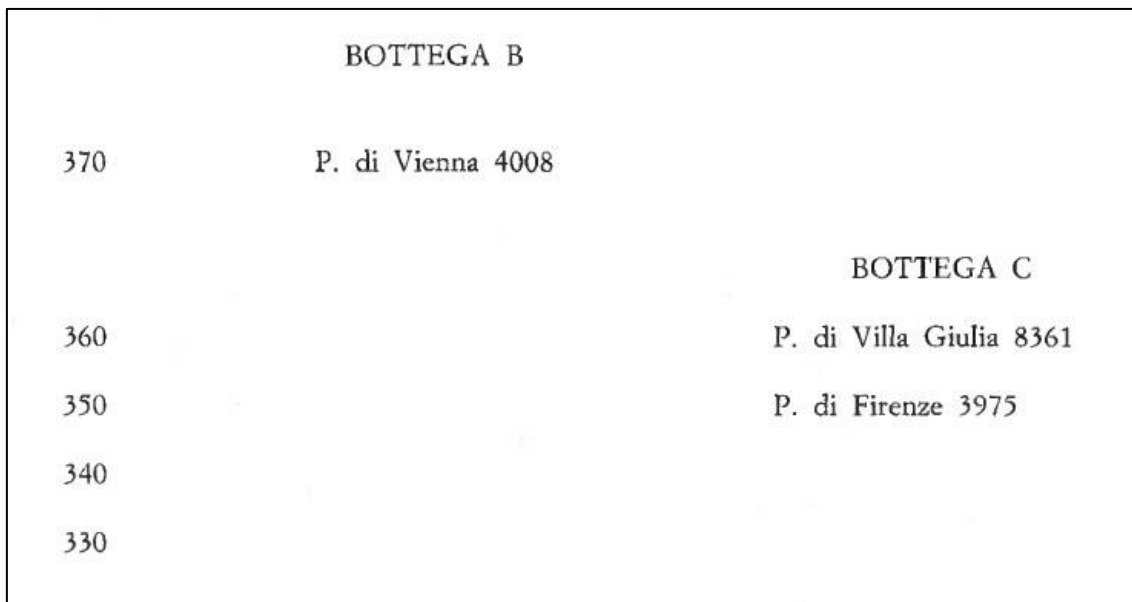 BOTTEGA B
370 P. di Vienna 4008
BOTTEGA C
360 P. di Villa Giulia 8361
350 P. di Firenze 3975
340
330